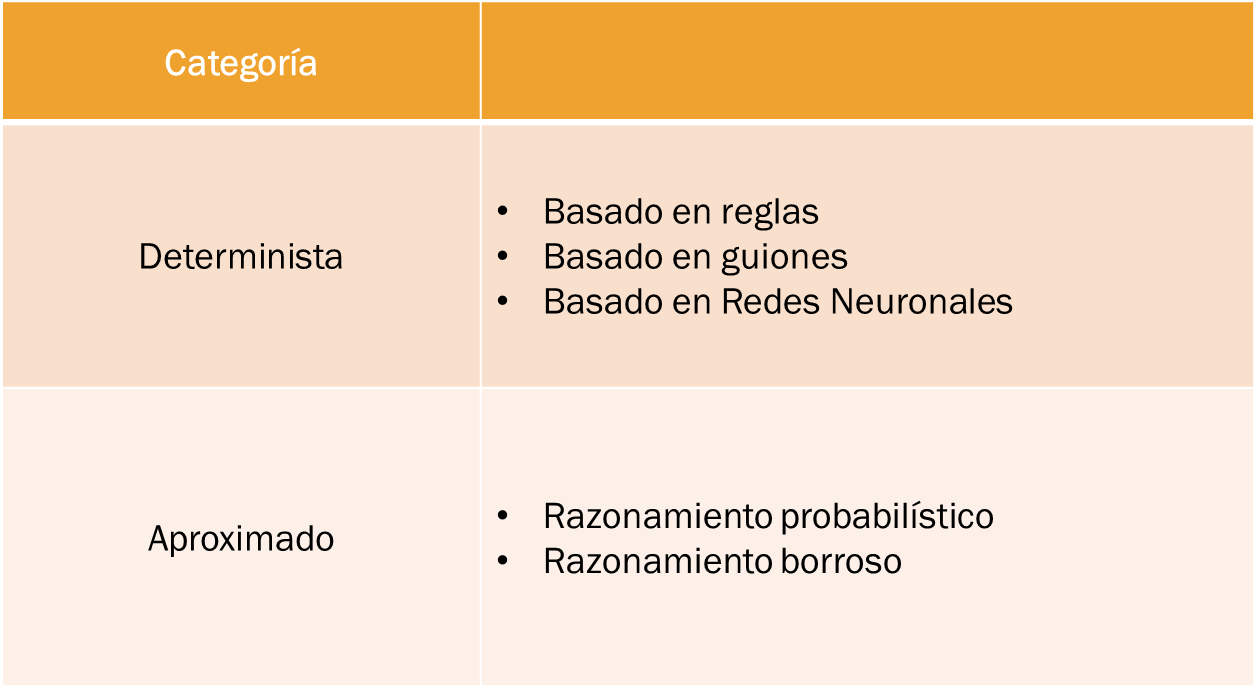 Categoría
Determinista
• Basado en reglas
• Basado en guiones
• Basado en Redes Neuronales
Aproximado
• Razonamiento probabilístico
• Razonamiento borroso